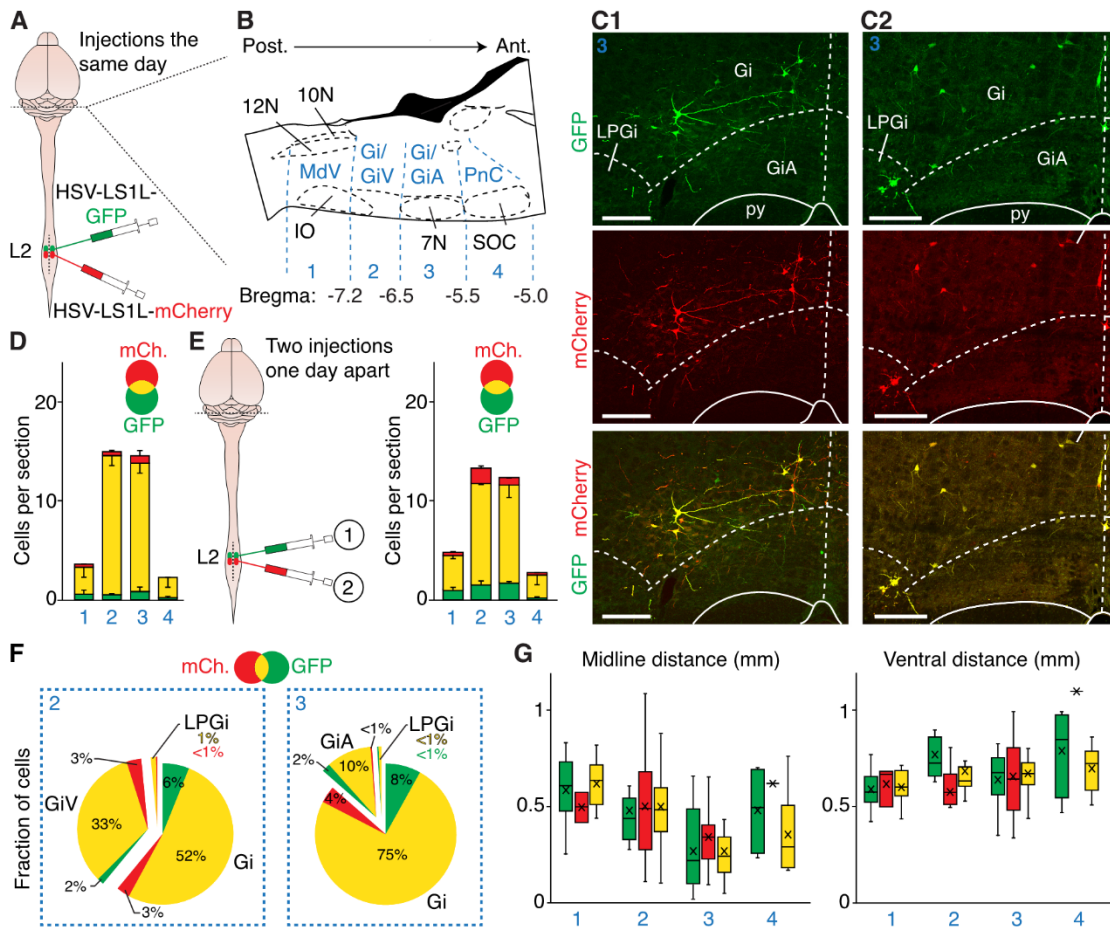 A
Injections the
same day
HSV-LS1L-
GFP
L2
HSV-LS1L-mCherry
B
Post.
Ant.
12N
10N
MdV
Gi/
GiV
Gi/
GiA
PnC
IO
7N
SOC
1
2
3
4
Bregma:
-7.2
-6.5
-5.5
-5.0
C1
3
Gi
LPGi
GiA
py
GFP
mCherry
GFP mCherry
C2
3
Gi
LPGi
GiA
py
D
mCh.
GFP
Cells per section
20
10
0
1 2 3 4
E
Two injections
one day apart
L2
1
2
mCh.
GFP
Cells per section
20
10
0
1 2 3 4
F
mCh.
GFP
Fraction of cells
2
LPGi
1%
<1%
3%
6%
GiV
33%
52%
Gi
2%
3%
3
<1%
LPGi
<1%
<1%
GiA
10%
2%
8%
4%
75%
Gi
G
Midline distance (mm)
1
0.5
0
1 2 3 4
Ventral distance (mm)
1
0.5
0
1 2 3 4